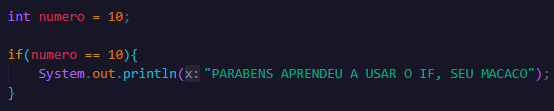 int numero = 10;
if(numero == 10){
System.out.println(x: "PARABENS APRENDEU A USAR O IF, SEU MACACO");
}